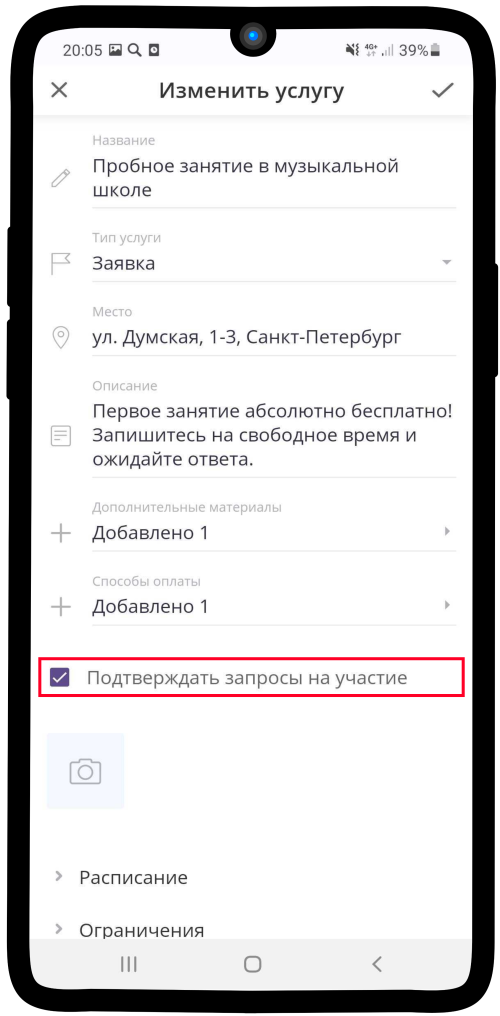 20:05 4G+ 39%
Изменить услугу
Название
Пробное занятие в музыкальной
школе
Тип услуги
Заявка
Место
ул. Думская, 1-3, Санкт-Петербург
Описание
Первое занятие абсолютно бесплатно!
Запишитесь на свободное время и
ожидайте ответа.
Дополнительные материалы
Добавлено 1
Способы оплаты
Добавлено 1
Подтверждать запросы на участие
Расписание
Ограничения